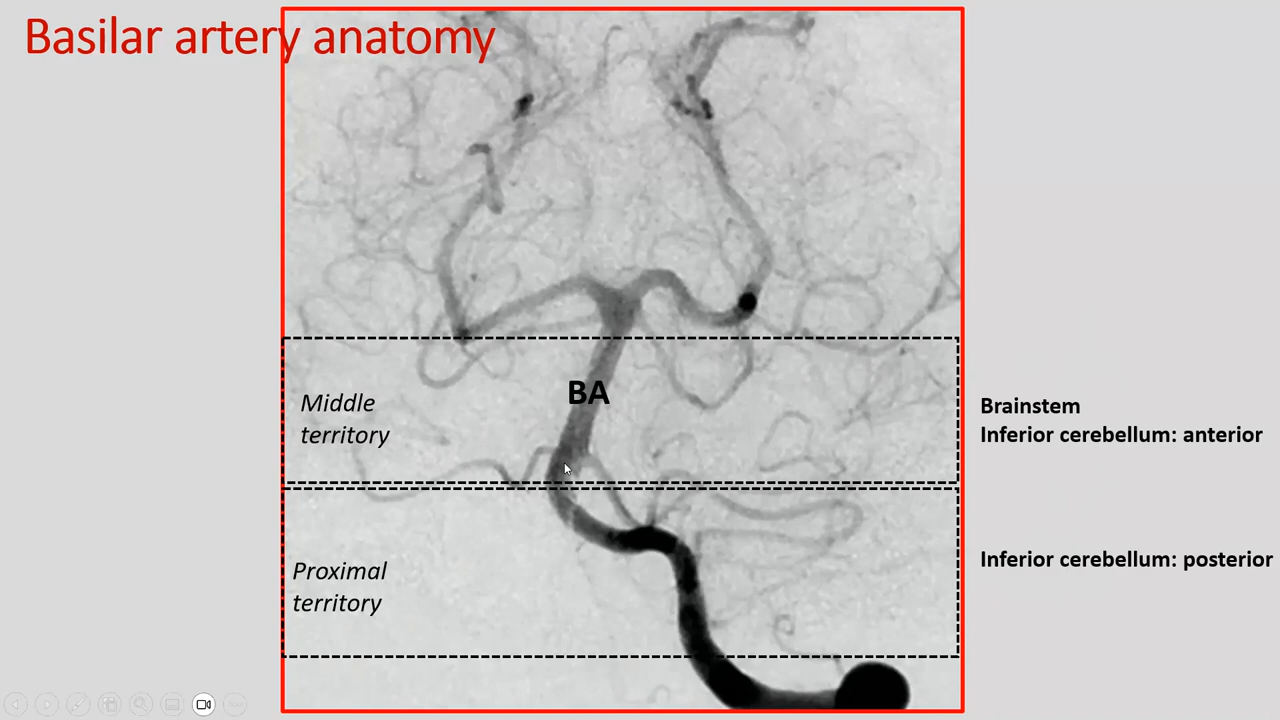 Basilar artery anatomy
BA
Middle
territory
Brainstem
Inferior cerebellum: anterior
Proximal
territory
Inferior cerebellum: posterior